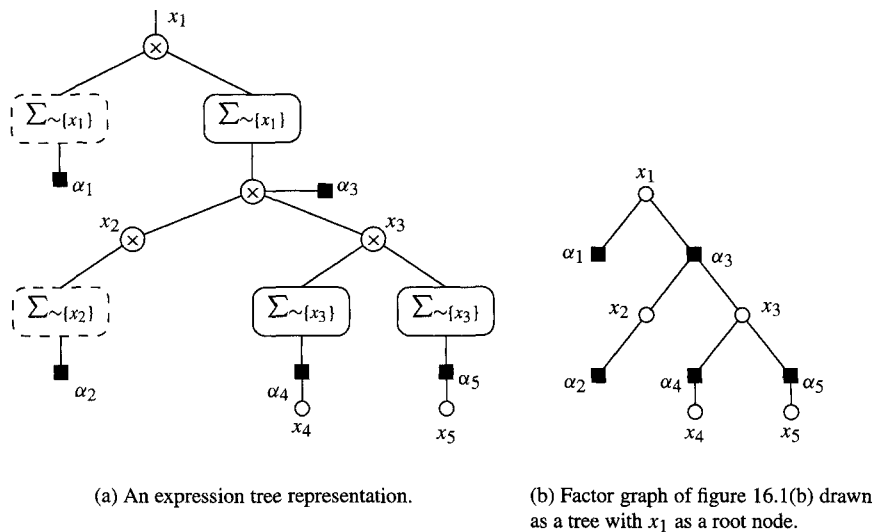 x₁
×
∑~{x₁} ∑~{x₁}
α₁
× α₃
x₂ x₃
× ×
∑~{x₂} ∑~{x₃} ∑~{x₃}
α₂ α₄ α₅
x₄ x₅
(a) An expression tree representation.
x₁
α₁ α₃
x₂ x₃
α₂ α₄ α₅
x₄ x₅
(b) Factor graph of figure 16.1(b) drawn
as a tree with x₁ as a root node.